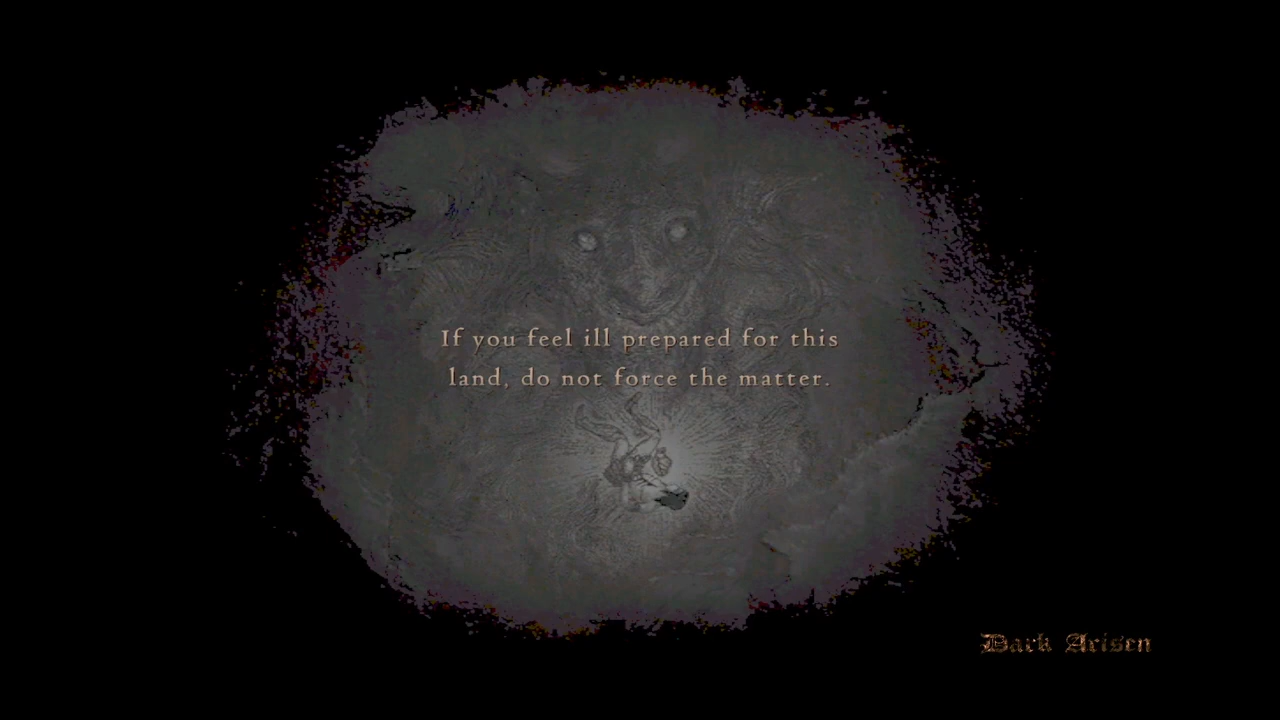 If you feel ill prepared for this
land, do not force the matter.
Dark Arisen